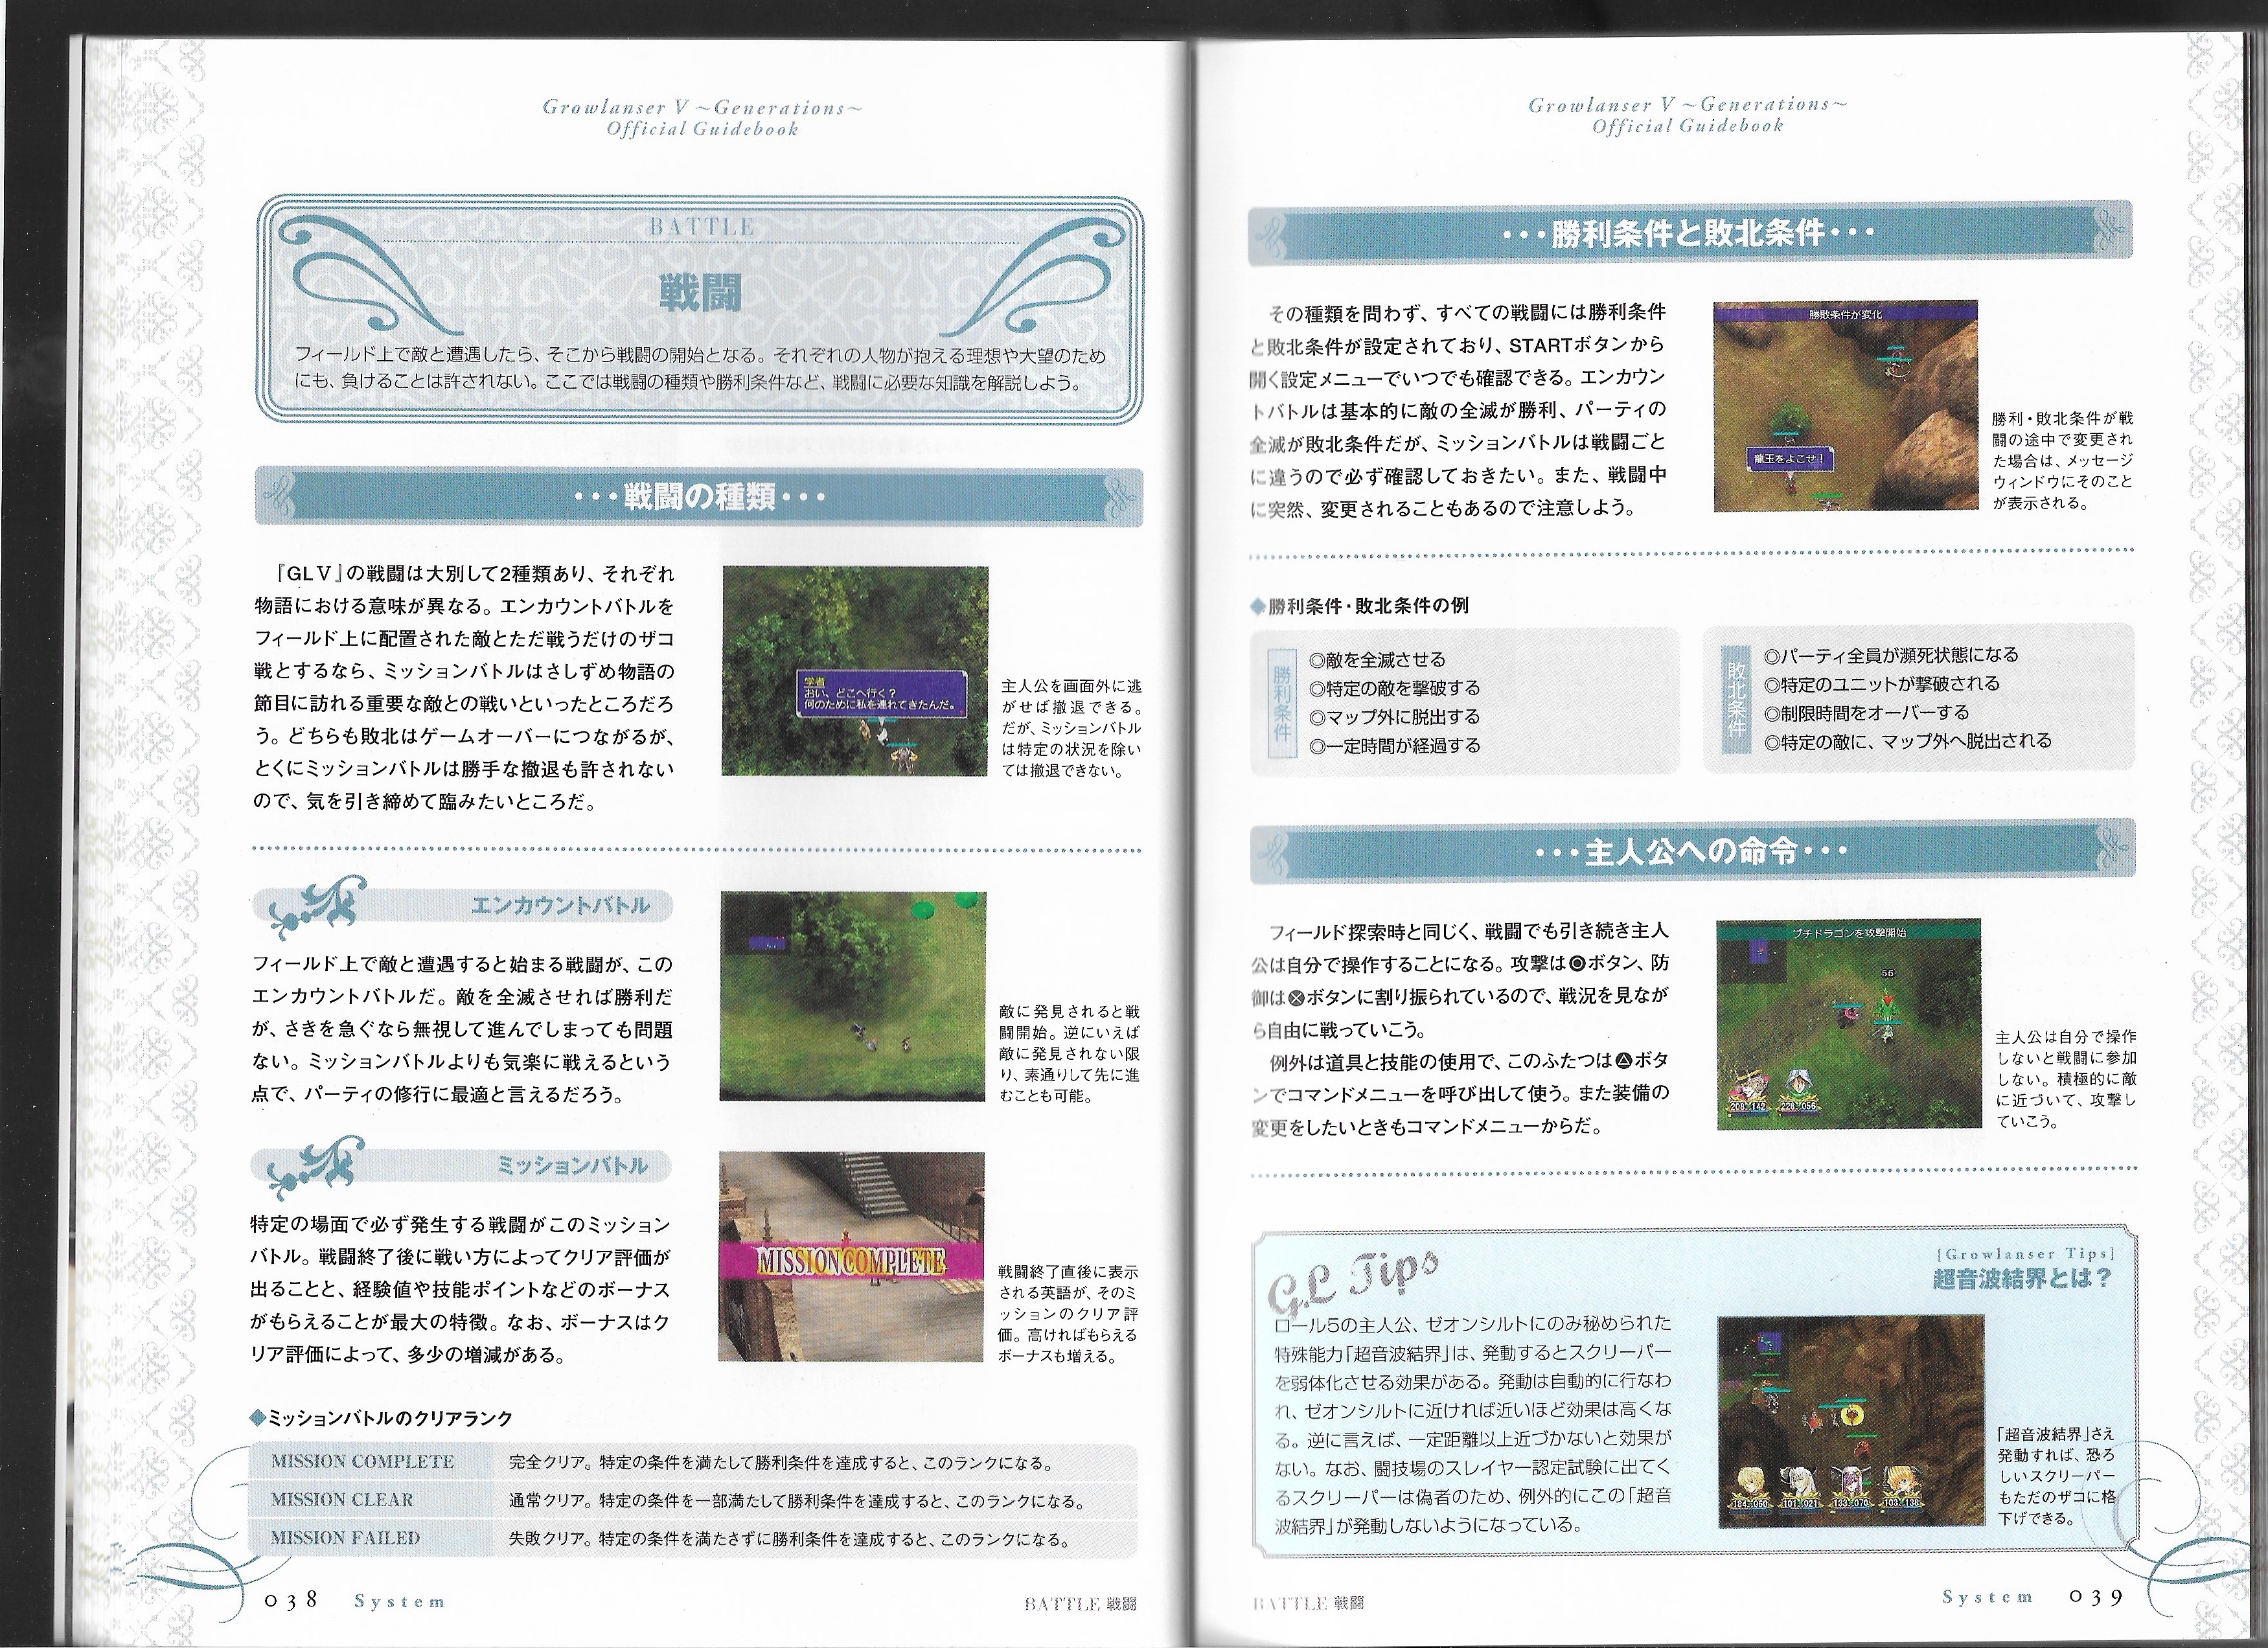 Growlanser V ～Generations～
Official Guidebook
BATTLE
戦闘
フィールド上で敵と遭遇したら、そこから戦闘の開始となる。それぞれの人物が抱える理想や大望のため
にも、負けることは許されない。ここでは戦闘の種類や勝利条件など、戦闘に必要な知識を解説しよう。
･･･戦闘の種類･･･
『GLⅤ』の戦闘は大別して2種類あり、それぞれ
物語における意味が異なる。エンカウントバトルを
フィールド上に配置された敵とただ戦うだけのザコ
戦とするなら、ミッションバトルはさしずめ物語の
節目に訪れる重要な敵との戦いといったところだろ
う。どちらも敗北はゲームオーバーにつながるが、
とくにミッションバトルは勝手な撤退も許されない
ので、気を引き締めて臨みたいところだ。
学者
おい、どこへ行く？
何のために私を連れてきたんだ。
主人公を画面外に逃
がせば撤退できる。
だが、ミッションバトル
は特定の状況を除い
ては撤退できない。
エンカウントバトル
フィールド上で敵と遭遇すると始まる戦闘が、この
エンカウントバトルだ。敵を全滅させれば勝利だ
が、さきを急ぐなら無視して進んでしまっても問題
ない。ミッションバトルよりも気楽に戦えるという
点で、パーティの修行に最適と言えるだろう。
敵に発見されると戦
闘開始。逆にいえば
敵に発見されない限
り、素通りして先に進
むことも可能。
ミッションバトル
特定の場面で必ず発生する戦闘がこのミッション
バトル。戦闘終了後に戦い方によってクリア評価が
出ることと、経験値や技能ポイントなどのボーナス
がもらえることが最大の特徴。なお、ボーナスはク
リア評価によって、多少の増減がある。
MISSION COMPLETE
戦闘終了直後に表示
される英語が、そのミ
ッションのクリア評
価。高ければもらえる
ボーナスも増える。
◆ミッションバトルのクリアランク
MISSION COMPLETE 完全クリア。特定の条件を満たして勝利条件を達成すると、このランクになる。
MISSION CLEAR 通常クリア。特定の条件を一部満たして勝利条件を達成すると、このランクになる。
MISSION FAILED 失敗クリア。特定の条件を満たさずに勝利条件を達成すると、このランクになる。
038 System
BATTLE 戦闘
Growlanser V ～Generations～
Official Guidebook
･･･勝利条件と敗北条件･･･
その種類を問わず、すべての戦闘には勝利条件
と敗北条件が設定されており、STARTボタンから
開く設定メニューでいつでも確認できる。エンカウン
トバトルは基本的に敵の全滅が勝利、パーティの
全滅が敗北条件だが、ミッションバトルは戦闘ごと
に違うので必ず確認しておきたい。また、戦闘中
に突然、変更されることもあるので注意しよう。
勝敗条件が変化
龍玉をよこせ！
勝利・敗北条件が戦
闘の途中で変更され
た場合は、メッセージ
ウィンドウにそのこと
が表示される。
◆勝利条件・敗北条件の例
勝利条件
◎敵を全滅させる
◎特定の敵を撃破する
◎マップ外に脱出する
◎一定時間が経過する
敗北条件
◎パーティ全員が瀕死状態になる
◎特定のユニットが撃破される
◎制限時間をオーバーする
◎特定の敵に、マップ外へ脱出される
･･･主人公への命令･･･
フィールド探索時と同じく、戦闘でも引き続き主人
公は自分で操作することになる。攻撃は◎ボタン、防
御は⊗ボタンに割り振られているので、戦況を見なが
ら自由に戦っていこう。
例外は道具と技能の使用で、このふたつは△ボタ
ンでコマンドメニューを呼び出して使う。また装備の
変更をしたいときもコマンドメニューからだ。
プチドラゴンを攻撃開始
55
209 142 228 056
主人公は自分で操作
しないと戦闘に参加
しない。積極的に敵
に近づいて、攻撃し
ていこう。
GL Tips
[Growlanser Tips]
超音波結界とは？
ロール5の主人公、ゼオンシルトにのみ秘められた
特殊能力「超音波結界」は、発動するとスクリーパー
を弱体化させる効果がある。発動は自動的に行なわ
れ、ゼオンシルトに近ければ近いほど効果は高くな
る。逆に言えば、一定距離以上近づかないと効果が
ない。なお、闘技場のスレイヤー認定試験に出てく
るスクリーパーは偽者のため、例外的にこの「超音
波結界」が発動しないようになっている。
184 060 101 021 133 070 103 138
「超音波結界」さえ
発動すれば、恐ろ
しいスクリーパー
もただのザコに格
下げできる。
BATTLE 戦闘
System 039